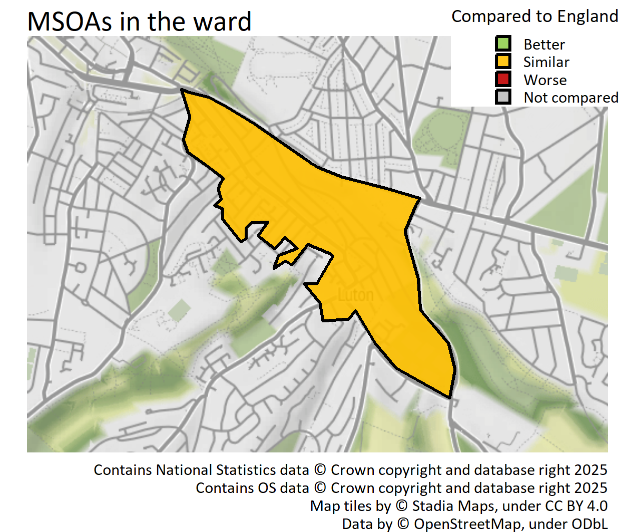 MSOAs in the ward
Compared to England
Better
Similar
Worse
Not compared
Luton
Contains National Statistics data © Crown copyright and database right 2025
Contains OS data © Crown copyright and database right 2025
Map tiles by © Stadia Maps, under CC BY 4.0
Data by © OpenStreetMap, under ODbL